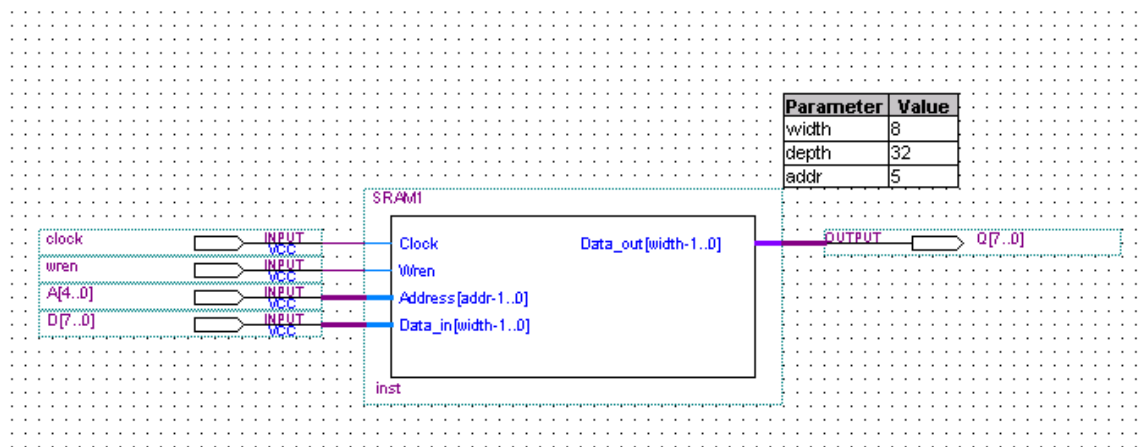 Parameter Value
width 8
depth 32
addr 5
SRAM1
clock INPUT VCC
wren INPUT VCC
A[4..0] INPUT VCC
D[7..0] INPUT VCC
Clock Data_out[width-1..0]
Wren
Address[addr-1..0]
Data_in[width-1..0]
OUTPUT Q[7..0]
inst